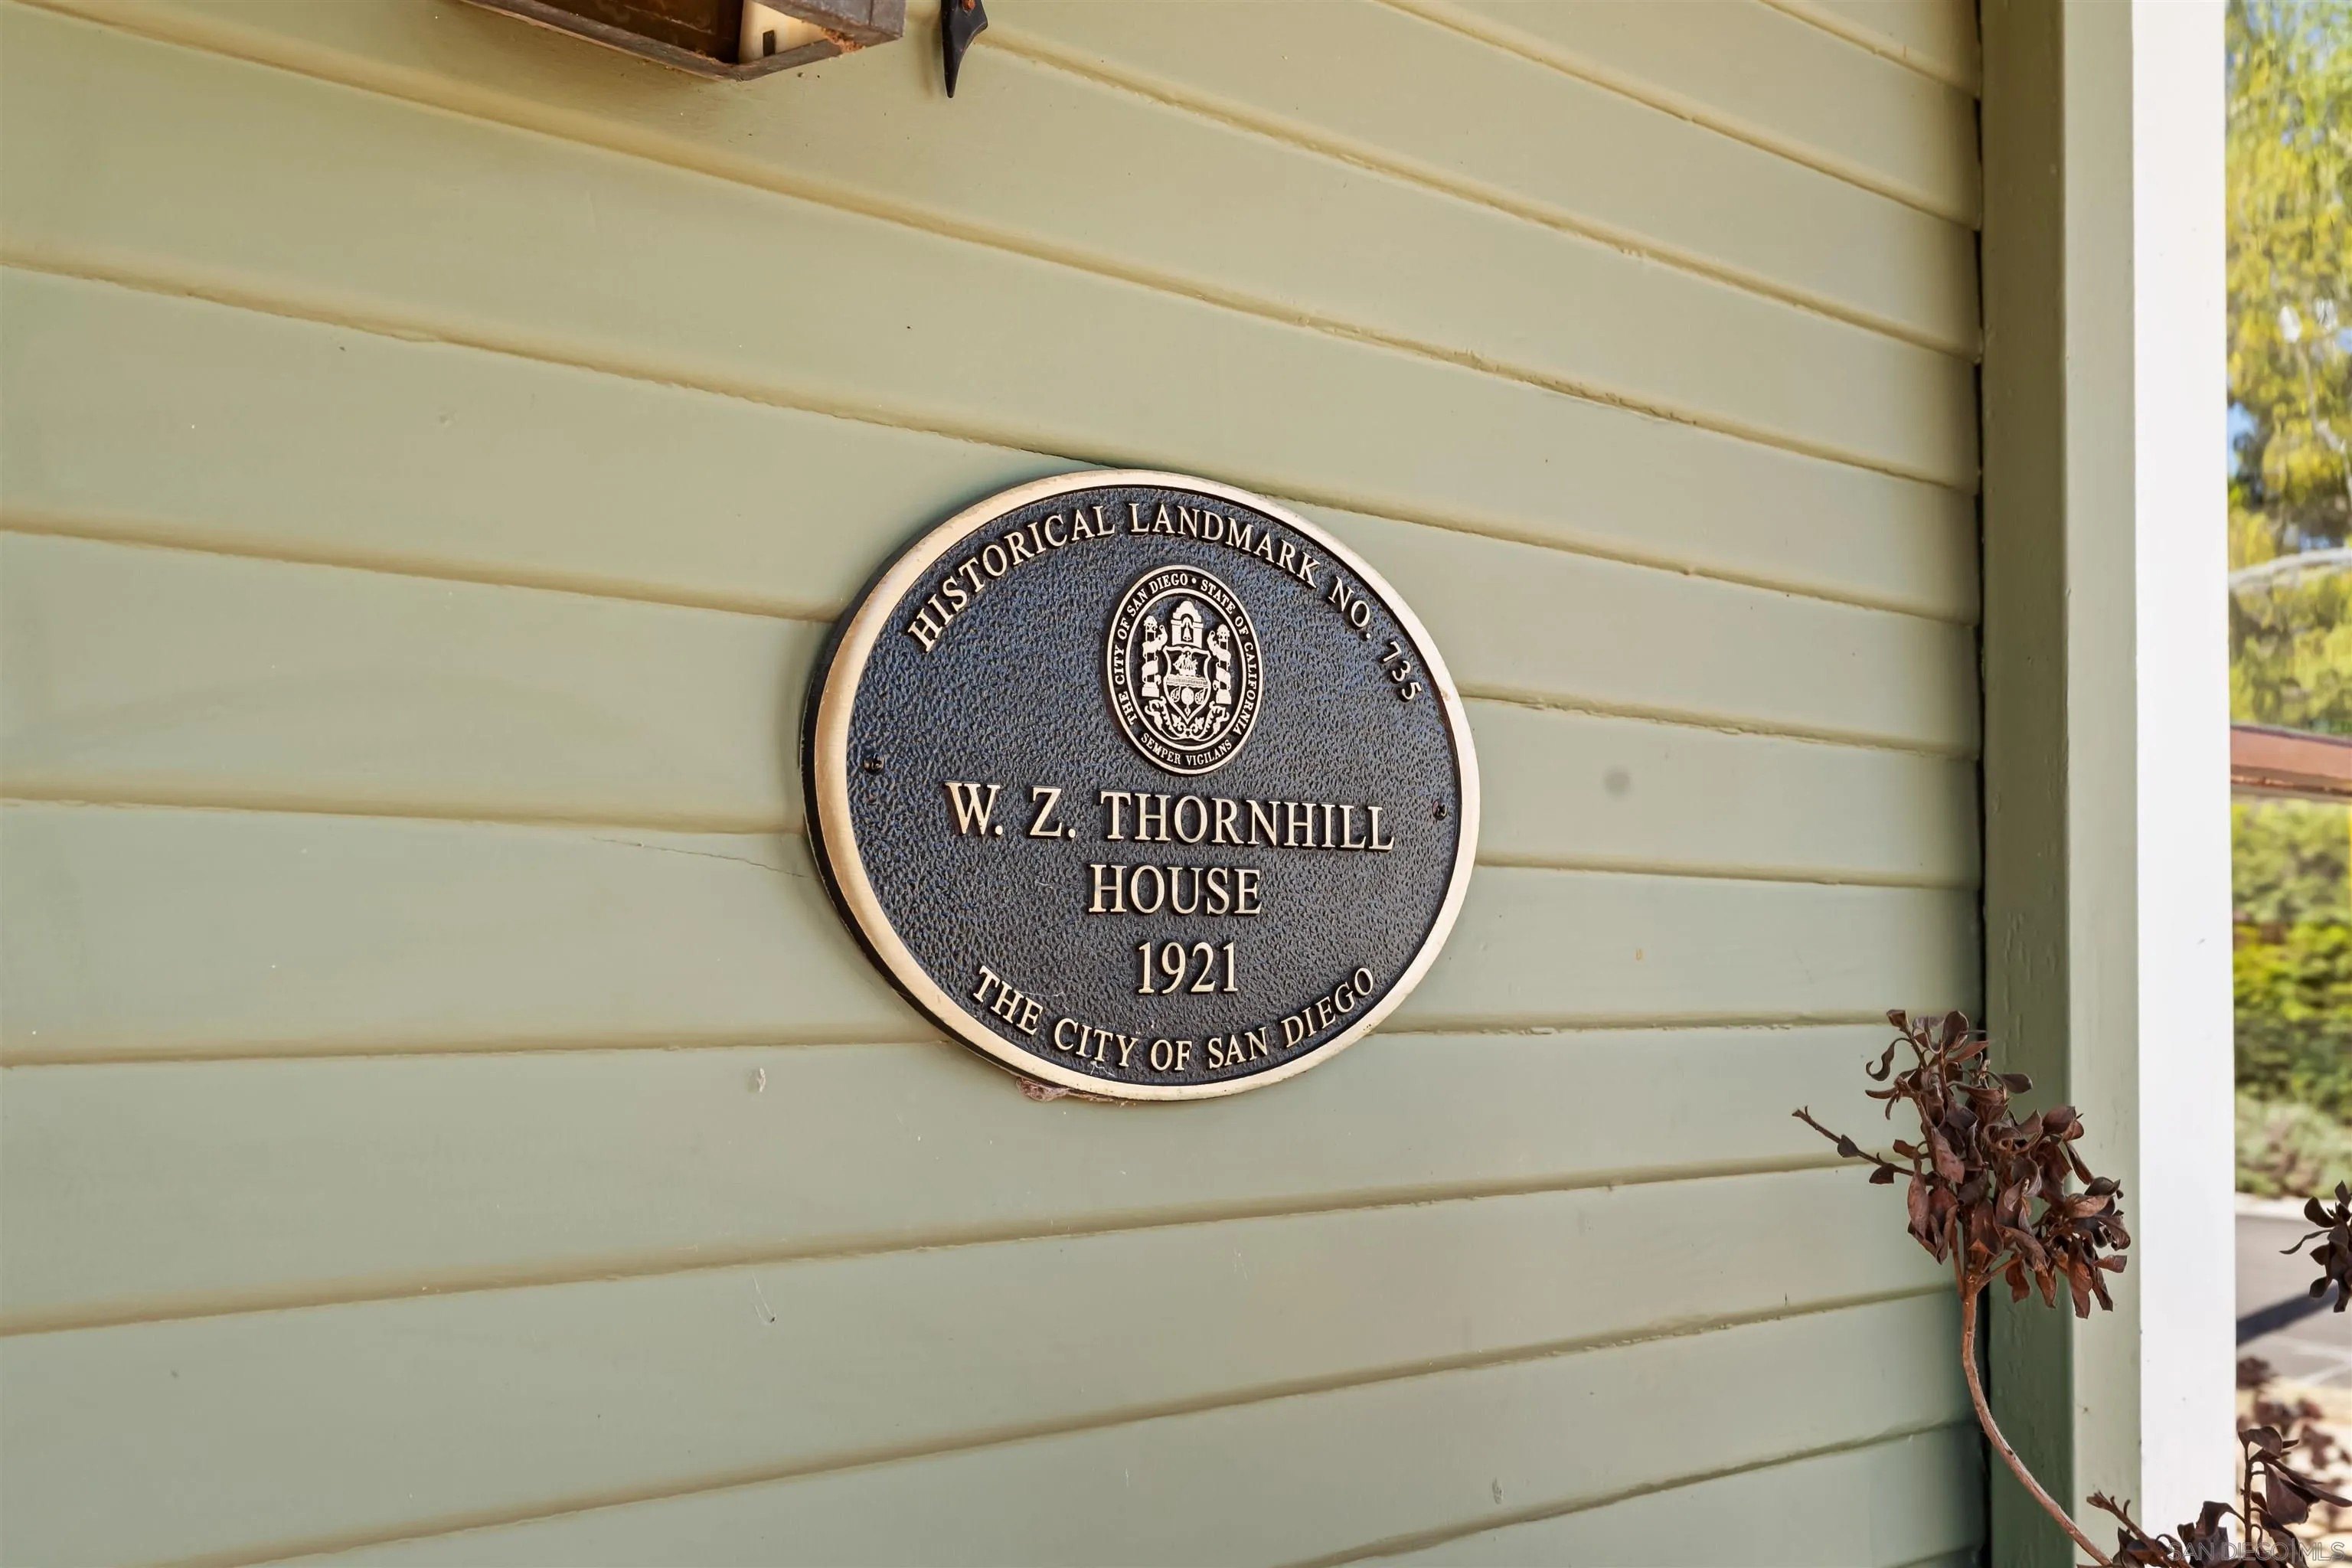 HISTORICAL LANDMARK NO. 735
THE CITY OF SAN DIEGO • STATE OF CALIFORNIA
SEMPER VIGILANS
W. Z. THORNHILL
HOUSE
1921
THE CITY OF SAN DIEGO
SAN DIEGO MLS